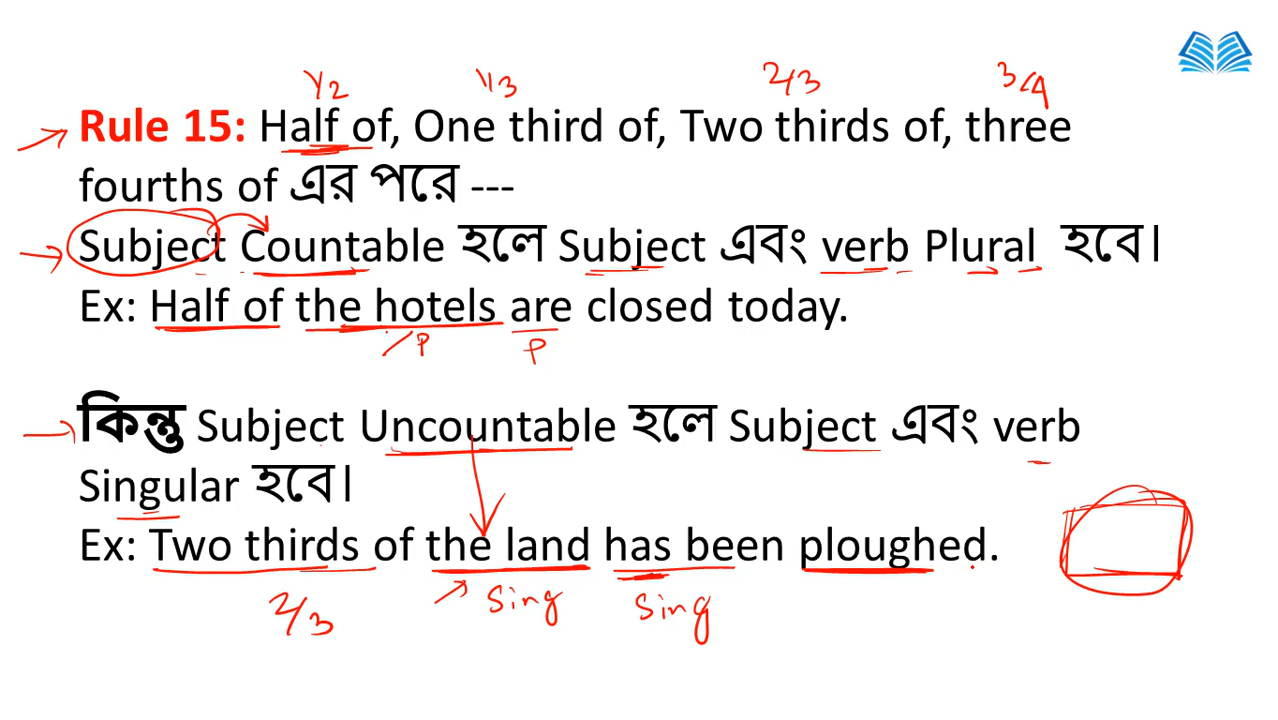 1/2 1/3 2/3 3/4
Rule 15: Half of, One third of, Two thirds of, three
fourths of এর পরে ---
Subject Countable হলে Subject এবং verb Plural হবে।
Ex: Half of the hotels are closed today.
P P
কিন্তু Subject Uncountable হলে Subject এবং verb
Singular হবে।
Ex: Two thirds of the land has been ploughed.
2/3 Sing Sing